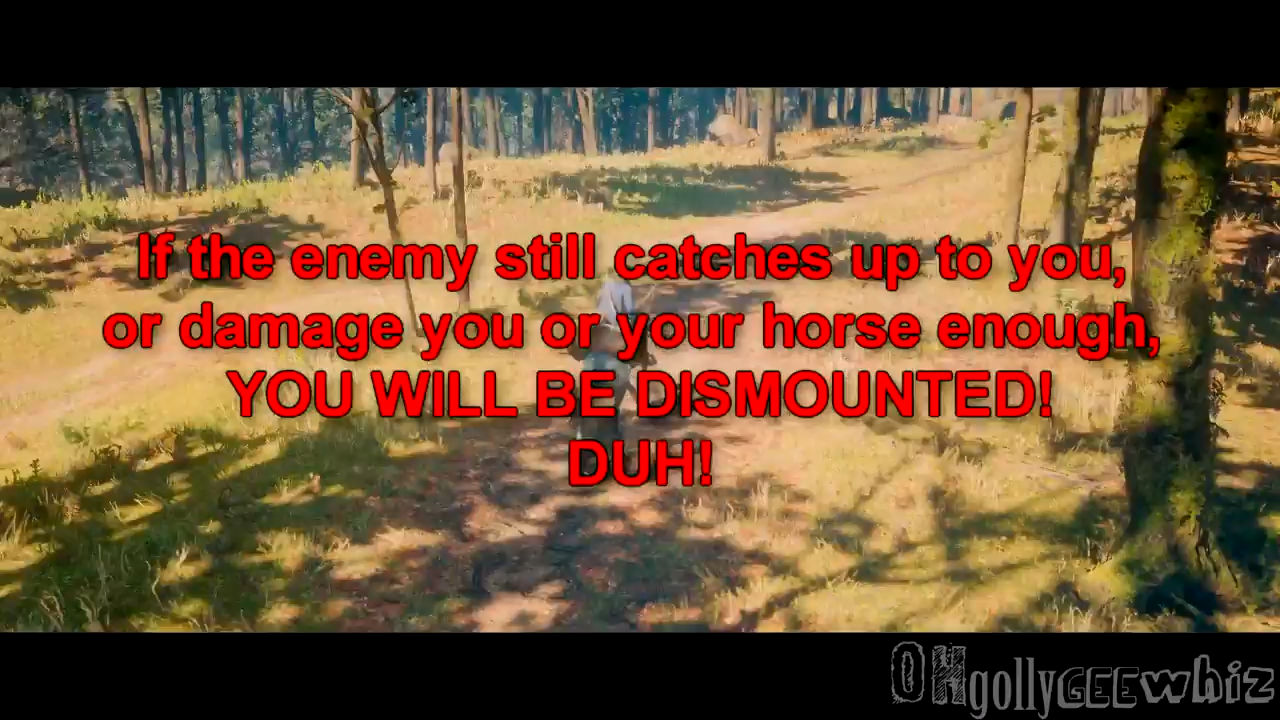 If the enemy still catches up to you,
or damage you or your horse enough,
YOU WILL BE DISMOUNTED!
DUH!
OHgollyGEEwhiz